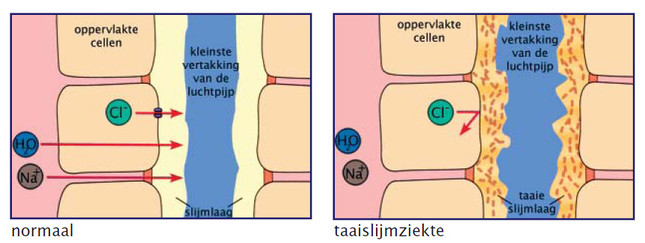 oppervlakte
cellen
kleinste
vertakking
van de
luchtpijp
Cl⁻
H₂O
Na⁺
slijmlaag
normaal
oppervlakte
cellen
kleinste
vertakking
van de
luchtpijp
Cl⁻
H₂O
Na⁺
taaie
slijmlaag
taaislijmziekte